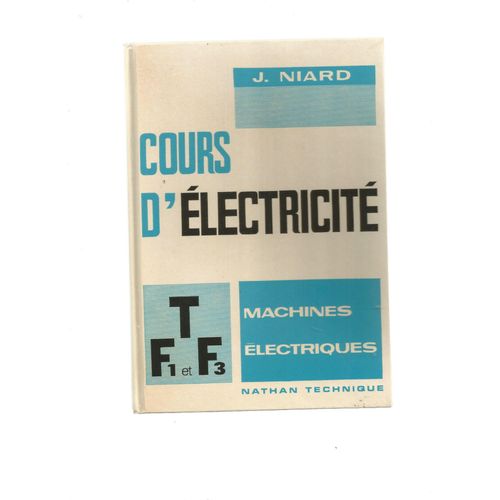 J. NIARD
COURS
D'ÉLECTRICITÉ
T
F1 et F3
MACHINES
ÉLECTRIQUES
NATHAN TECHNIQUE